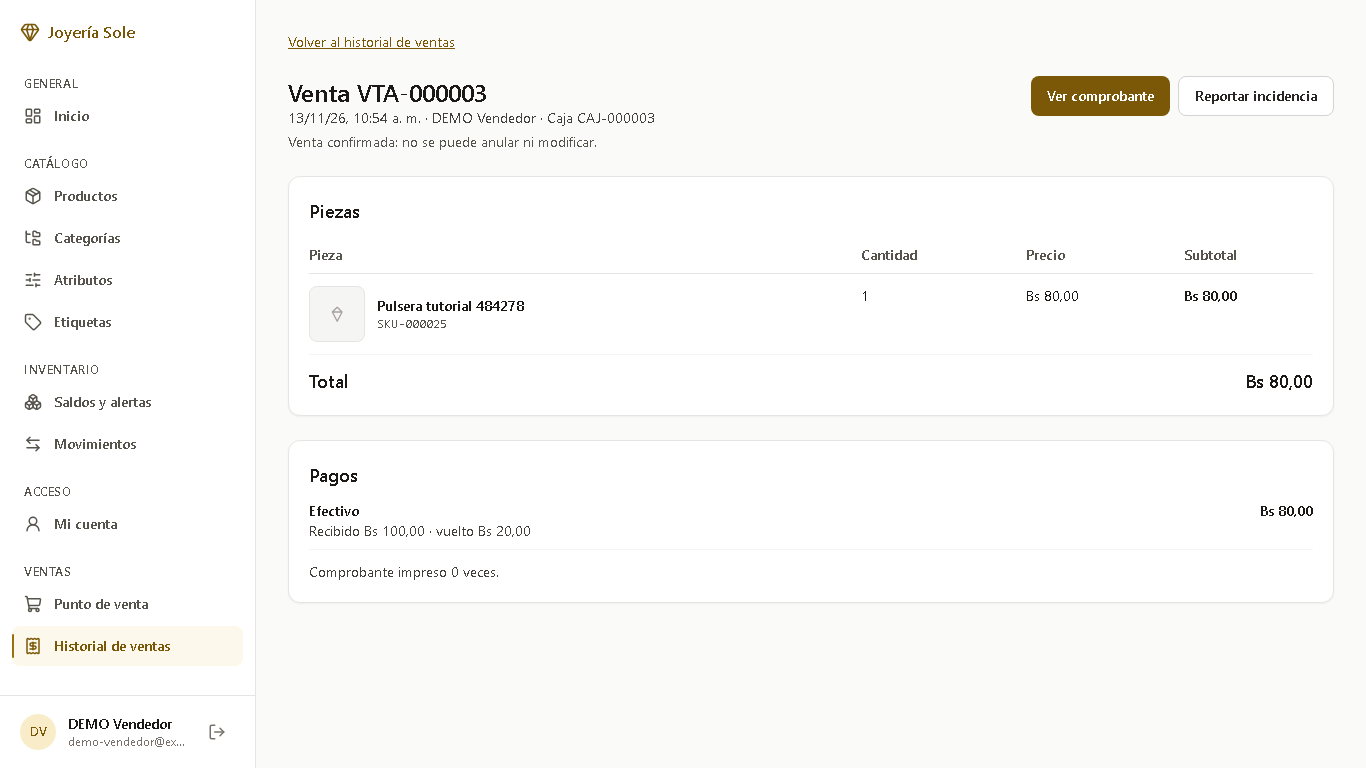 Joyería Sole
GENERAL
Inicio
CATÁLOGO
Productos
Categorías
Atributos
Etiquetas
INVENTARIO
Saldos y alertas
Movimientos
ACCESO
Mi cuenta
VENTAS
Punto de venta
Historial de ventas
DV
DEMO Vendedor
demo-vendedor@ex...
Volver al historial de ventas
Venta VTA-000003
13/11/26, 10:54 a. m. · DEMO Vendedor · Caja CAJ-000003
Venta confirmada: no se puede anular ni modificar.
Ver comprobante
Reportar incidencia
Piezas
Pieza Cantidad Precio Subtotal
Pulsera tutorial 484278 1 Bs 80,00 Bs 80,00
SKU-000025
Total Bs 80,00
Pagos
Efectivo Bs 80,00
Recibido Bs 100,00 · vuelto Bs 20,00
Comprobante impreso 0 veces.